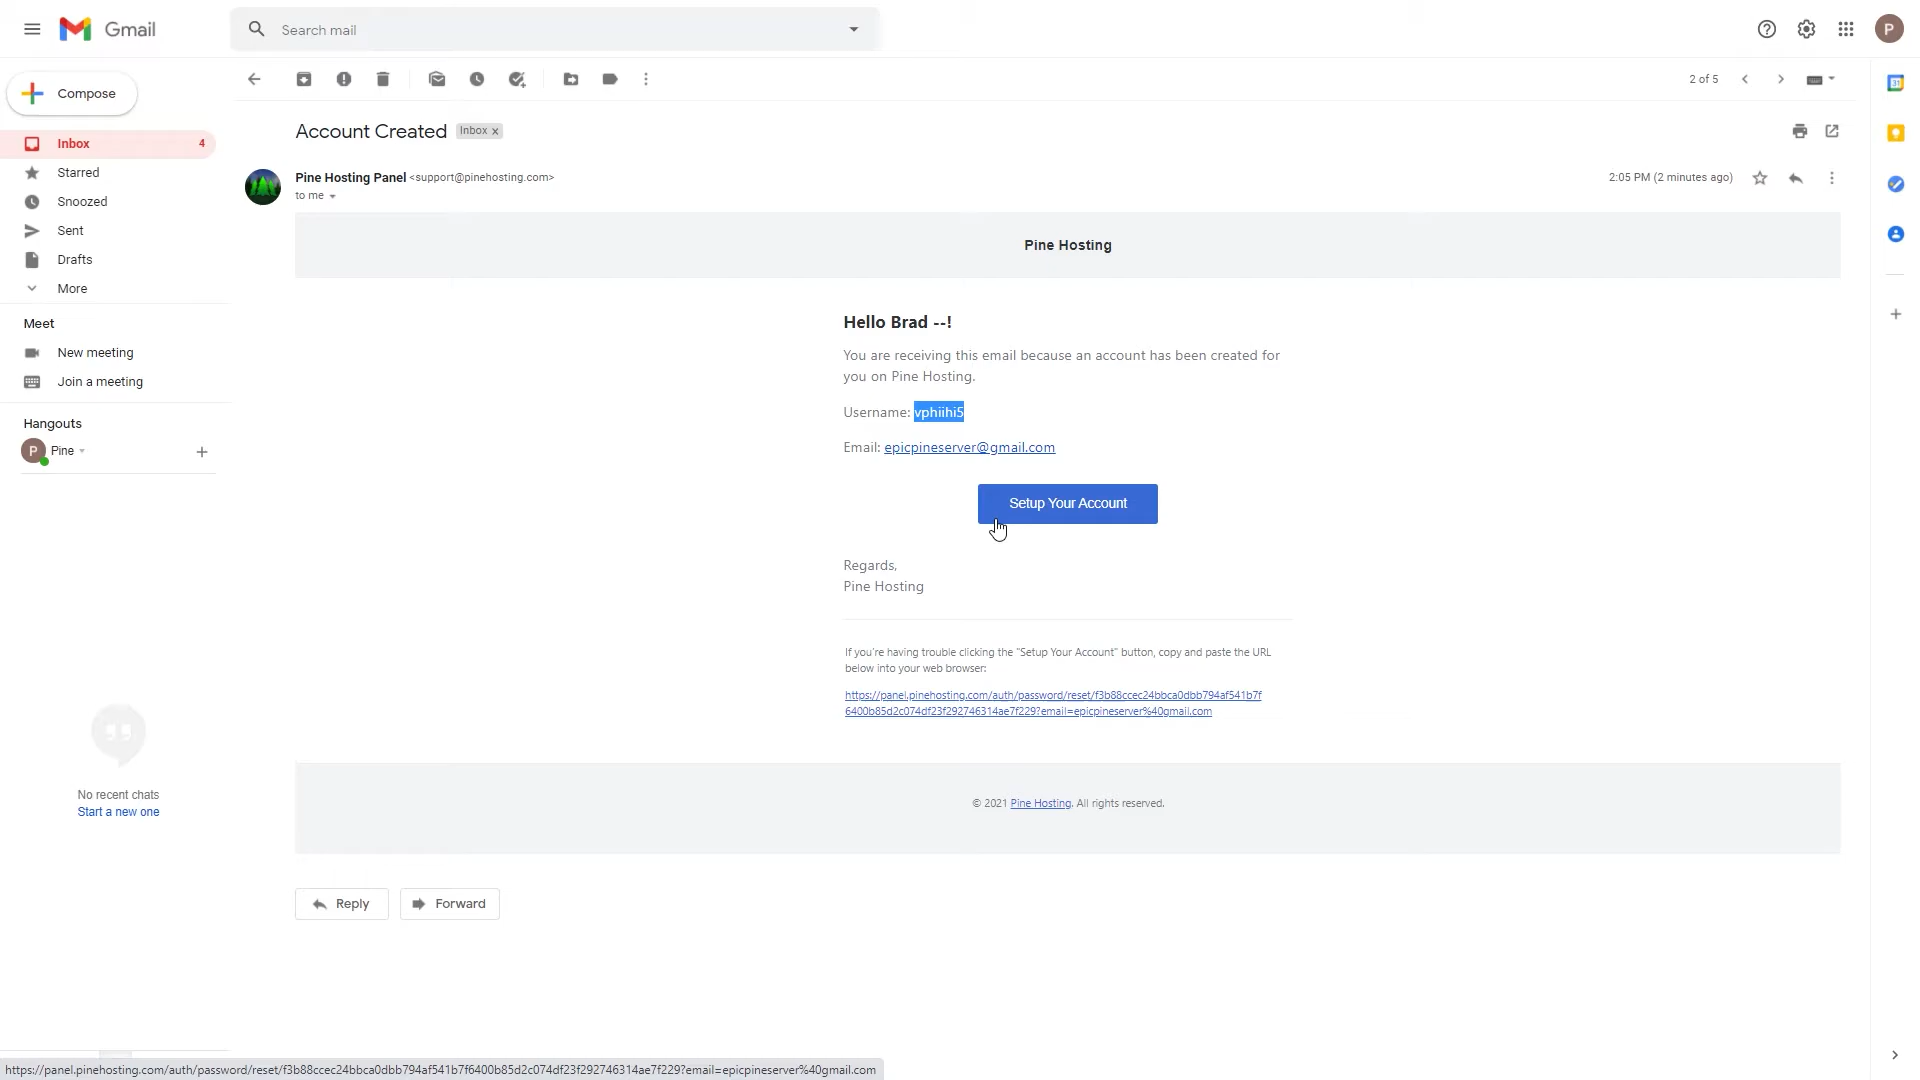 Gmail
Search mail
Compose
2 of 5
Inbox 4
Starred
Snoozed
Sent
Drafts
More
Meet
New meeting
Join a meeting
Hangouts
P Pine
No recent chats
Start a new one
P
31
Account Created Inbox x
Pine Hosting Panel <support@pinehosting.com>
2:05 PM (2 minutes ago)
to me
Pine Hosting
Hello Brad --!
You are receiving this email because an account has been created for
you on Pine Hosting.
Username: vphiihi5
Email: epicpineserver@gmail.com
Setup Your Account
Regards,
Pine Hosting
If you're having trouble clicking the "Setup Your Account" button, copy and paste the URL
below into your web browser:
https://panel.pinehosting.com/auth/password/reset/f3b88ccec24bbca0dbb794af541b7f
6400b85d2c074df23f292746314ae7f229?email=epicpineserver%40gmail.com
© 2021 Pine Hosting. All rights reserved.
Reply
Forward
https://panel.pinehosting.com/auth/password/reset/f3b88ccec24bbca0dbb794af541b7f6400b85d2c074df23f292746314ae7f229?email=epicpineserver%40gmail.com